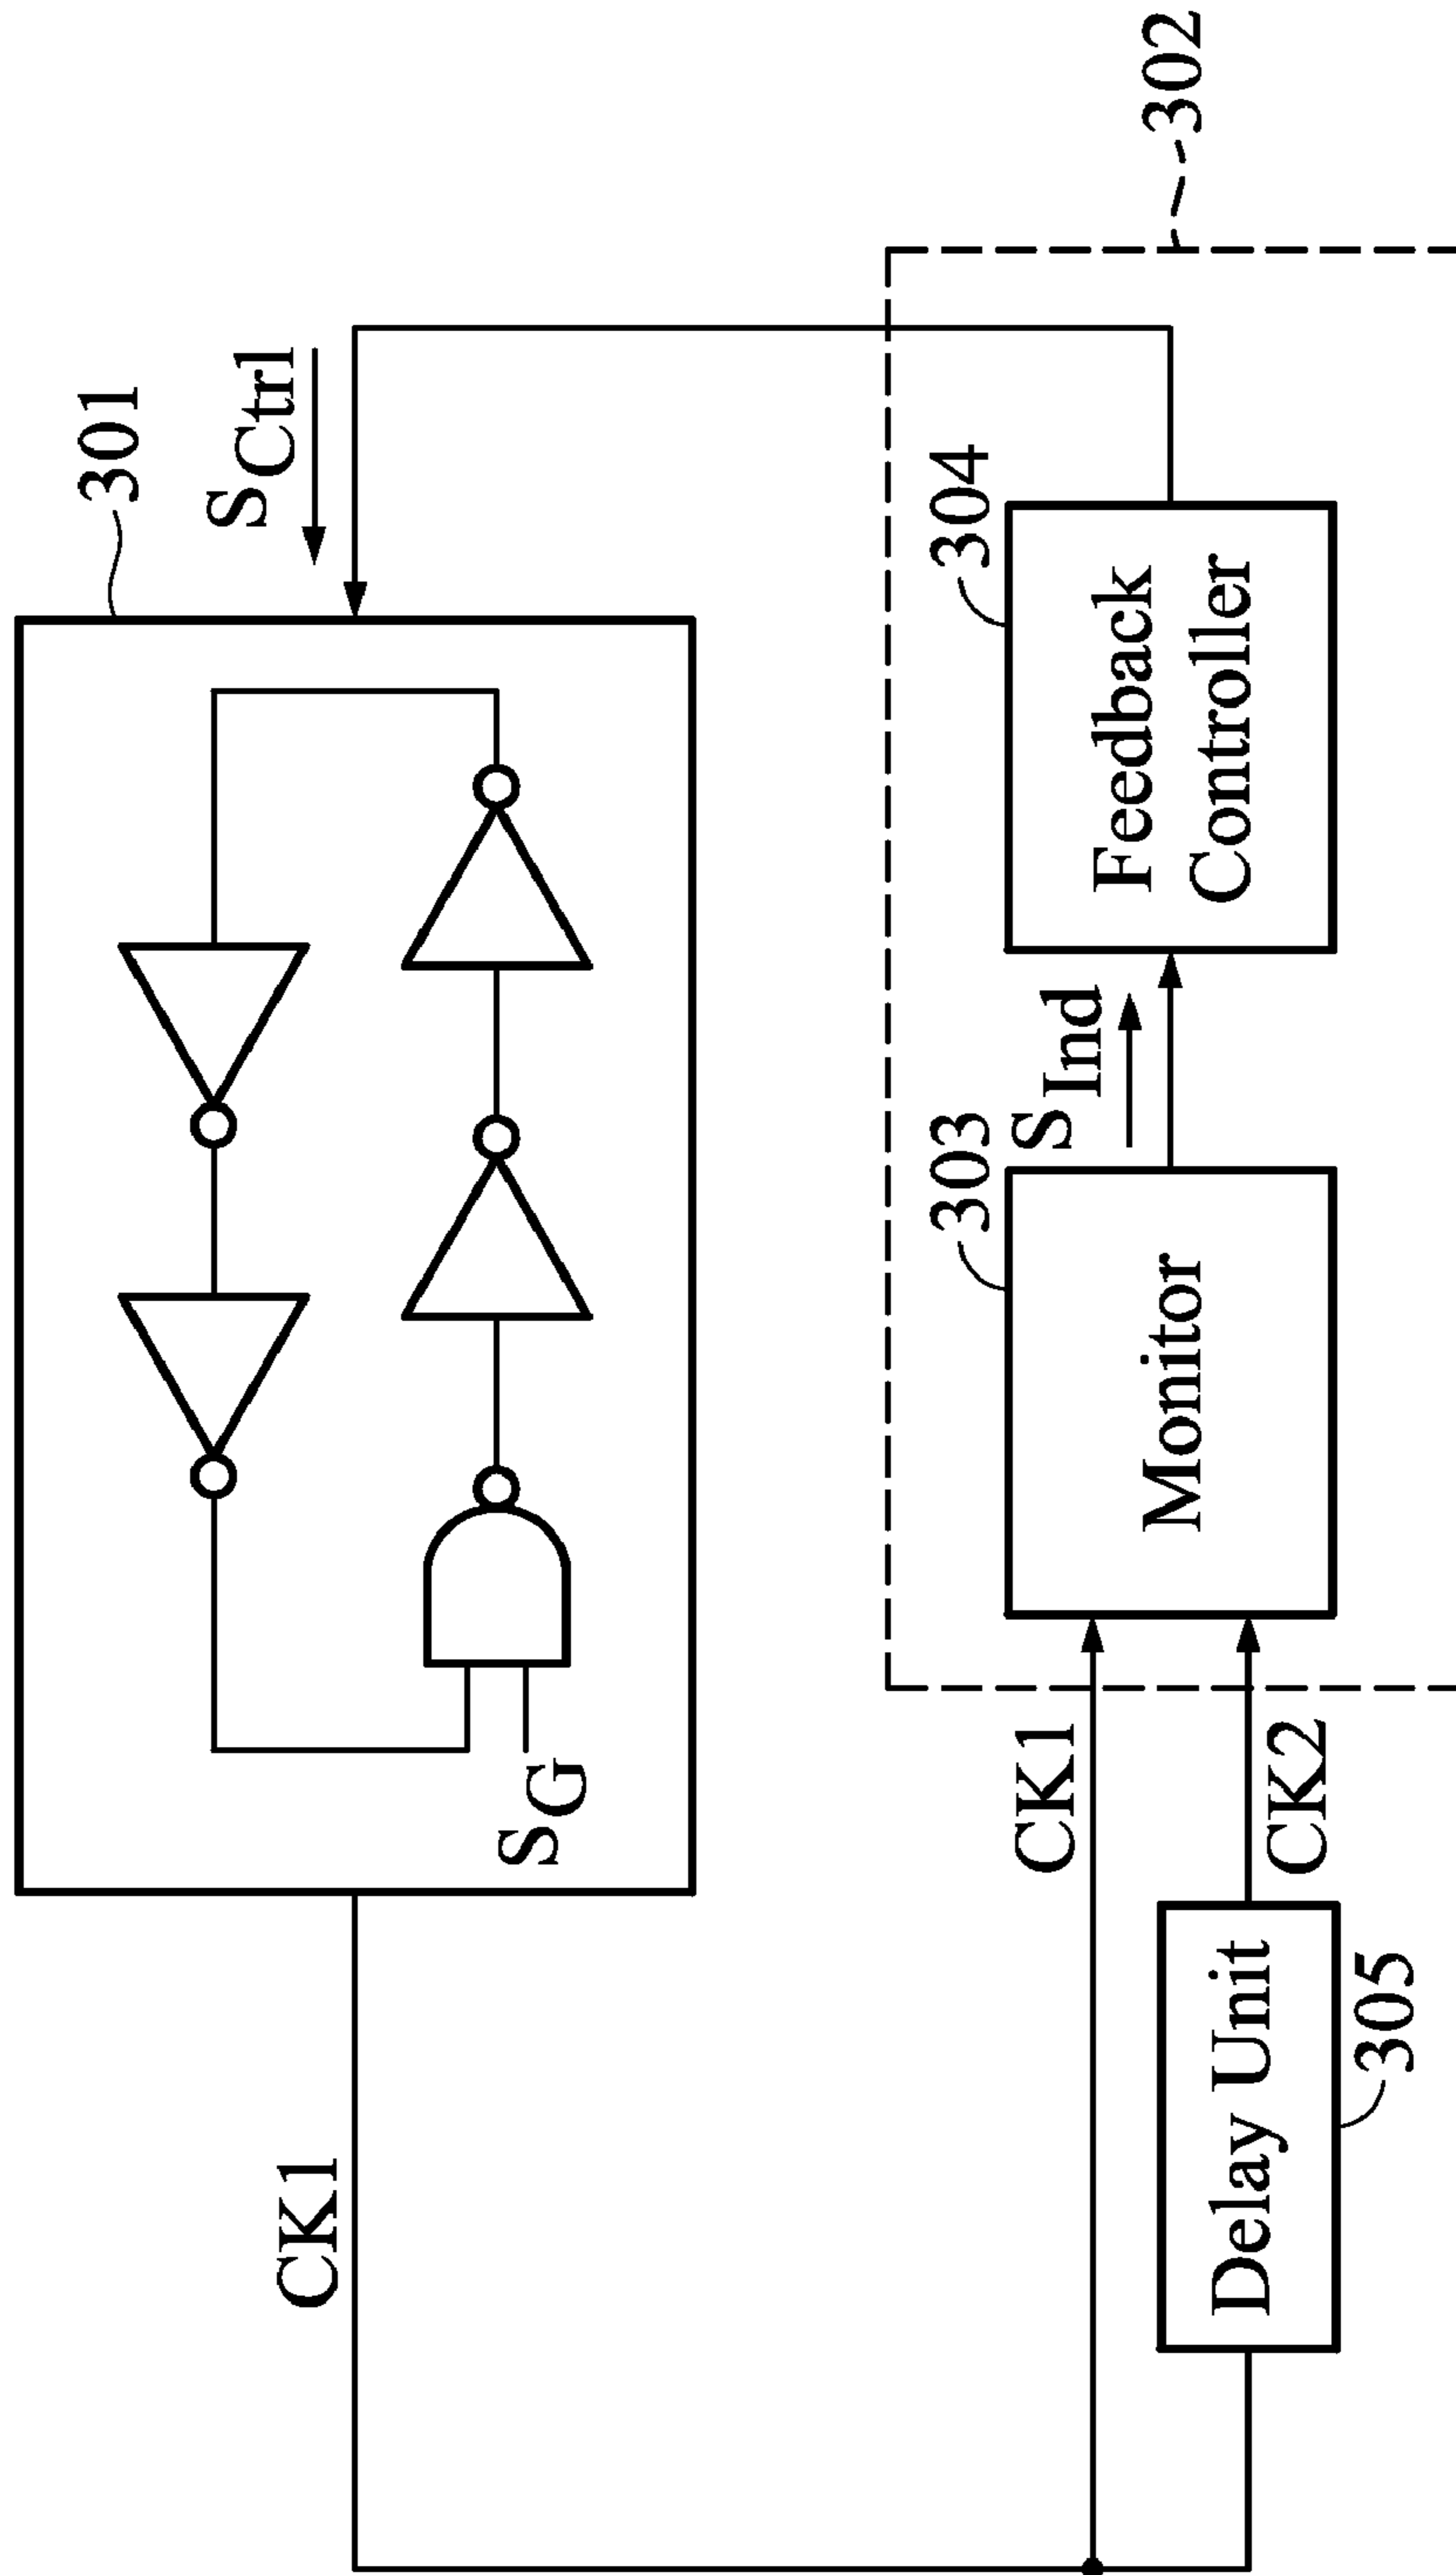 301
S_Ctrl
S_G
CK1
302
303
S_Ind
304
CK1
CK2
Monitor
Feedback
Controller
Delay Unit
305